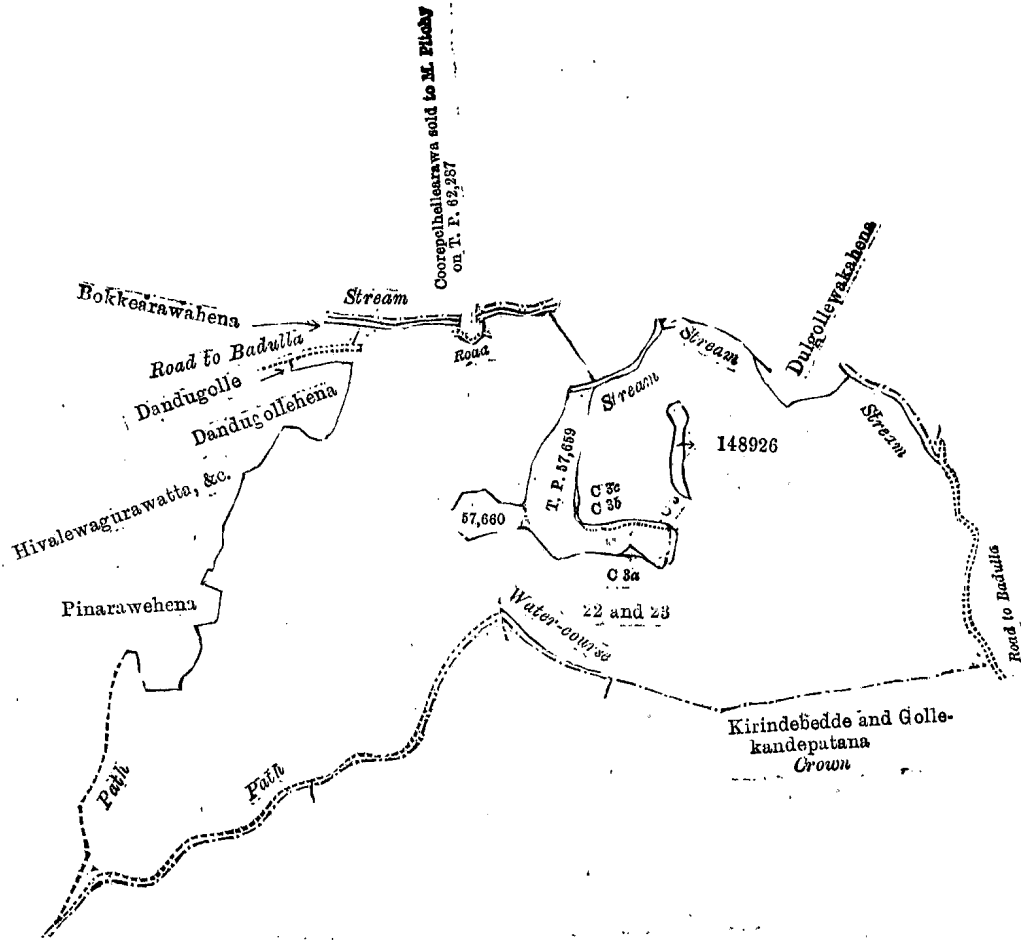 Coorepelhellearawa sold to M. Pitchy
on T. P. 62,287
Bokkearawahena
Stream
Road to Badulla
Road
Dandugolle
Dandugollehena
Stream
Stream
Dulgollewakahena
Stream
Hivalewagurawatta, &c.
T. P. 57,659
148926
57,660
C 3c
C 3b
C 3a
Pinarawehena
22 and 23
Water-course
Road to Badulla
Kirindebedde and Golle-
kandepatana
Crown
Path
Path